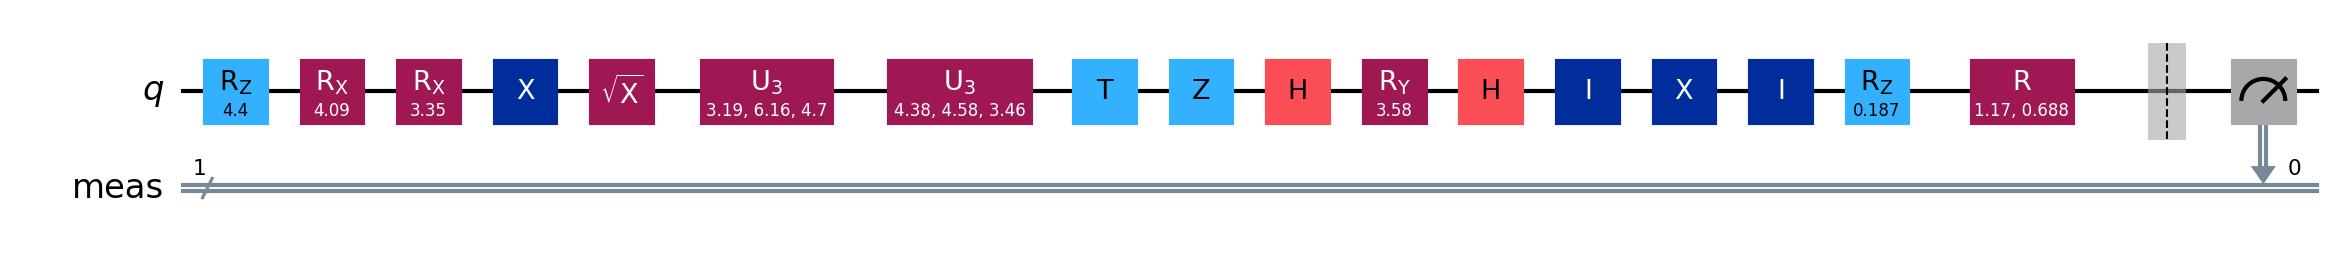 q R_Z R_X R_X X √X U_3 U_3 T Z H R_Y H I X I R_Z R
4.4 4.09 3.35 3.19, 6.16, 4.7 4.38, 4.58, 3.46 3.58 0.187 1.17, 0.688
1 0
meas